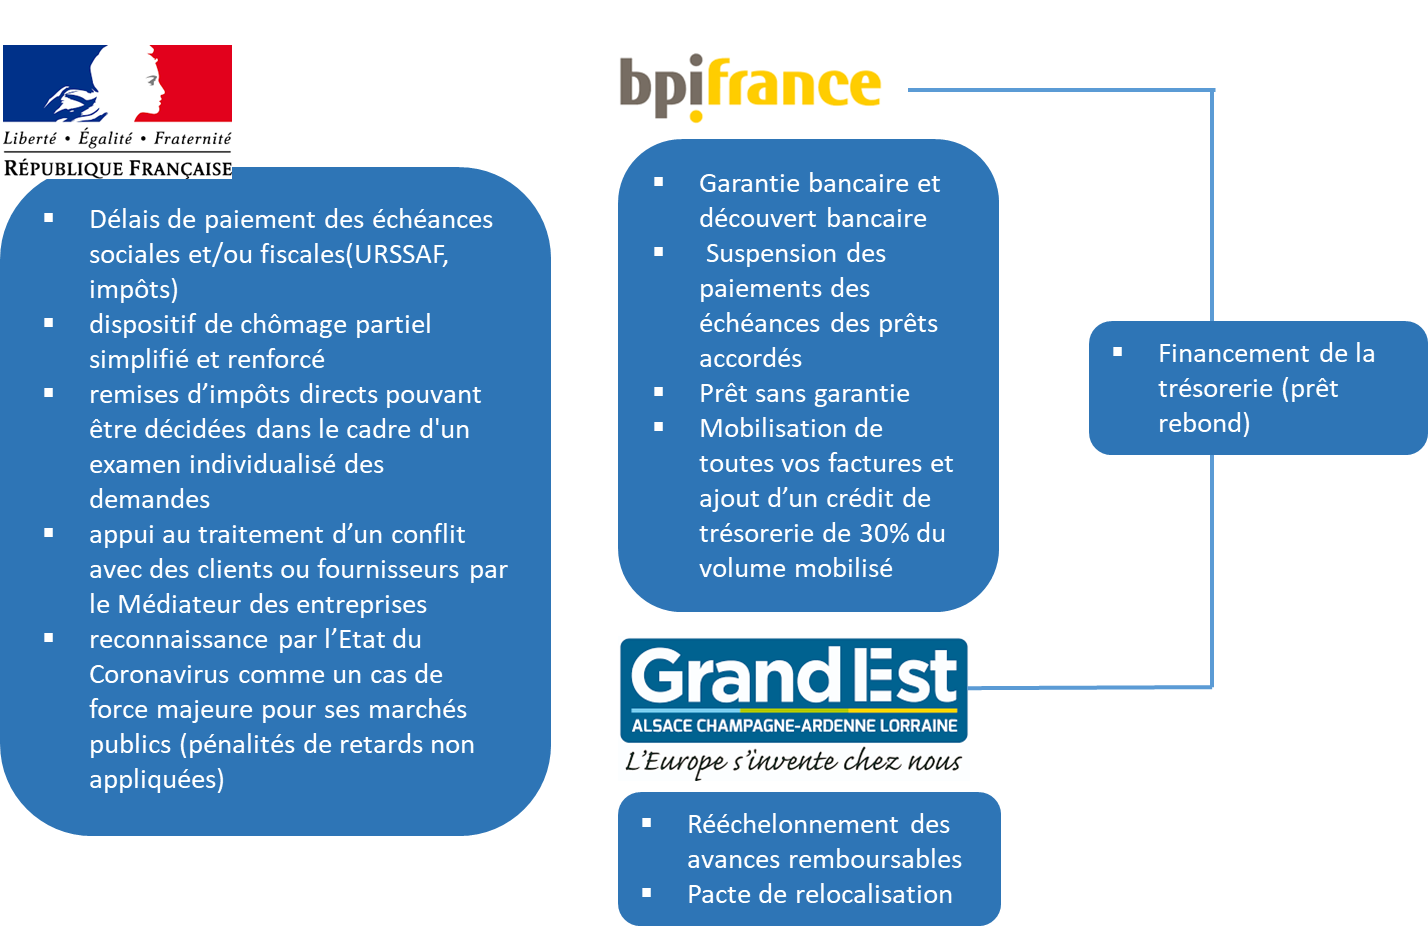 Liberté • Égalité • Fraternité
RÉPUBLIQUE FRANÇAISE
▪ Délais de paiement des échéances
sociales et/ou fiscales(URSSAF,
impôts)
▪ dispositif de chômage partiel
simplifié et renforcé
▪ remises d’impôts directs pouvant
être décidées dans le cadre d'un
examen individualisé des
demandes
▪ appui au traitement d’un conflit
avec des clients ou fournisseurs par
le Médiateur des entreprises
▪ reconnaissance par l’Etat du
Coronavirus comme un cas de
force majeure pour ses marchés
publics (pénalités de retards non
appliquées)
bpifrance
▪ Garantie bancaire et
découvert bancaire
▪ Suspension des
paiements des
échéances des prêts
accordés
▪ Prêt sans garantie
▪ Mobilisation de
toutes vos factures et
ajout d’un crédit de
trésorerie de 30% du
volume mobilisé
Grand Est
ALSACE CHAMPAGNE-ARDENNE LORRAINE
L’Europe s’invente chez nous
▪ Rééchelonnement des
avances remboursables
▪ Pacte de relocalisation
▪ Financement de la
trésorerie (prêt
rebond)